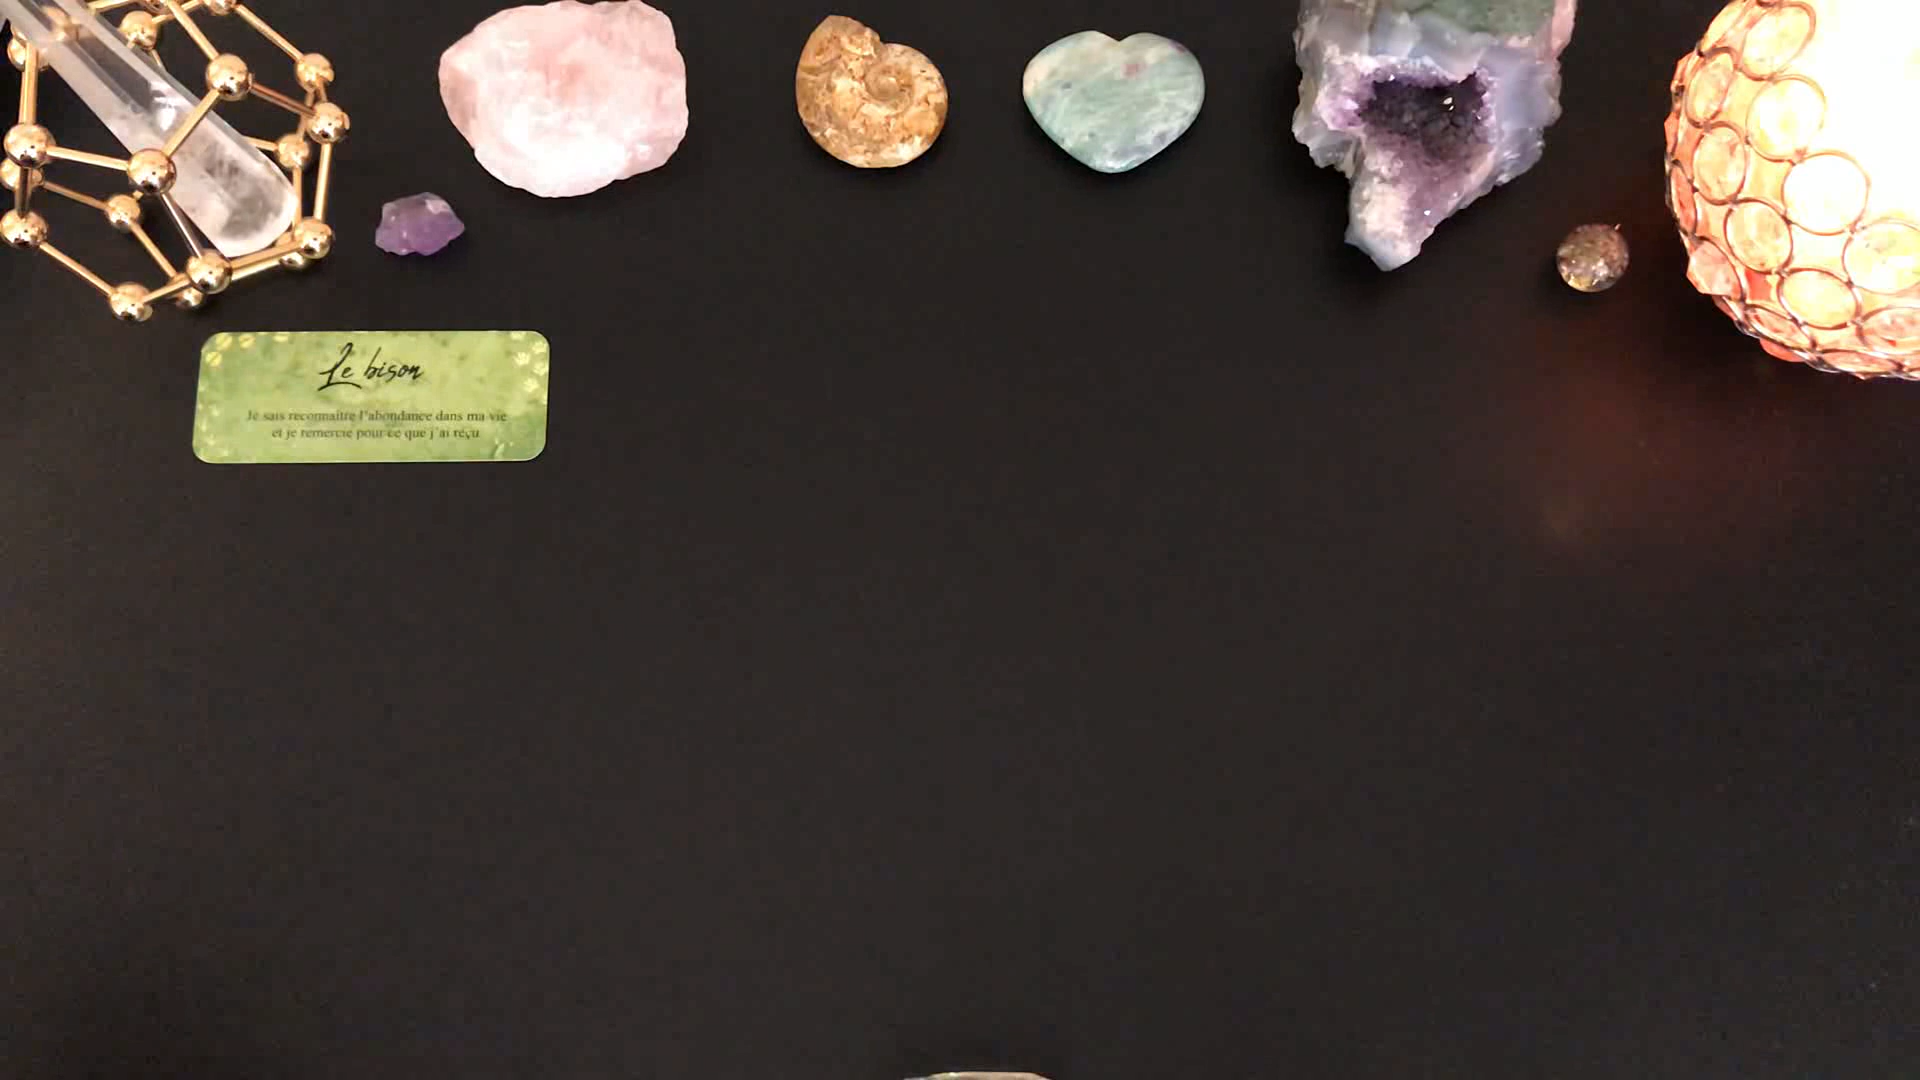 Le bison
Je sais reconnaître l'abondance dans ma vie
et je remercie pour ce que j'ai reçu